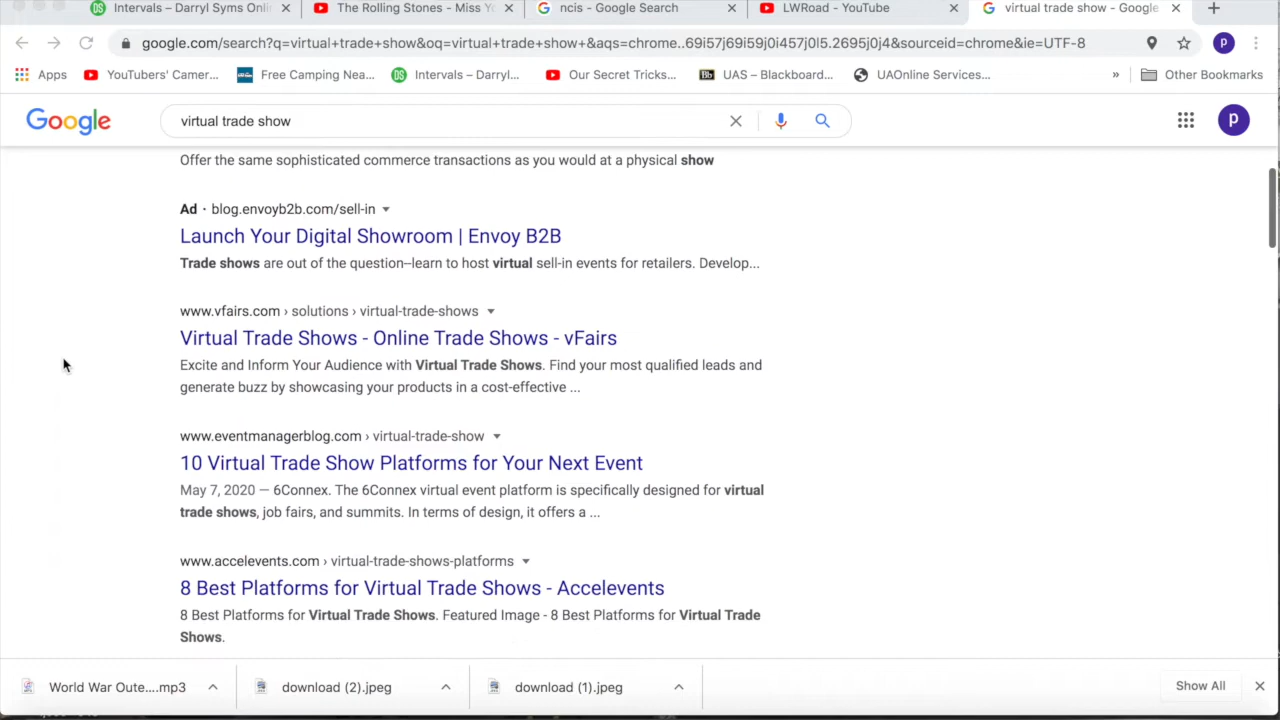 Intervals – Darryl Syms Onli
The Rolling Stones - Miss Y
ncis - Google Search
LWRoad - YouTube
virtual trade show - Google
google.com/search?q=virtual+trade+show&oq=virtual+trade+show+&aqs=chrome..69i57j69i59j0i457j0l5.2695j0j4&sourceid=chrome&ie=UTF-8
P
Apps
YouTubers' Camer...
Free Camping Nea...
DS Intervals – Darryl...
Our Secret Tricks...
Bb UAS – Blackboard...
UAOnline Services...
»
Other Bookmarks
Google
virtual trade show
p
Offer the same sophisticated commerce transactions as you would at a physical show
Ad · blog.envoyb2b.com/sell-in
Launch Your Digital Showroom | Envoy B2B
Trade shows are out of the question--learn to host virtual sell-in events for retailers. Develop...
www.vfairs.com › solutions › virtual-trade-shows
Virtual Trade Shows - Online Trade Shows - vFairs
Excite and Inform Your Audience with Virtual Trade Shows. Find your most qualified leads and
generate buzz by showcasing your products in a cost-effective ...
www.eventmanagerblog.com › virtual-trade-show
10 Virtual Trade Show Platforms for Your Next Event
May 7, 2020 — 6Connex. The 6Connex virtual event platform is specifically designed for virtual
trade shows, job fairs, and summits. In terms of design, it offers a ...
www.accelevents.com › virtual-trade-shows-platforms
8 Best Platforms for Virtual Trade Shows - Accelevents
8 Best Platforms for Virtual Trade Shows. Featured Image - 8 Best Platforms for Virtual Trade
Shows.
World War Oute....mp3
download (2).jpeg
download (1).jpeg
Show All